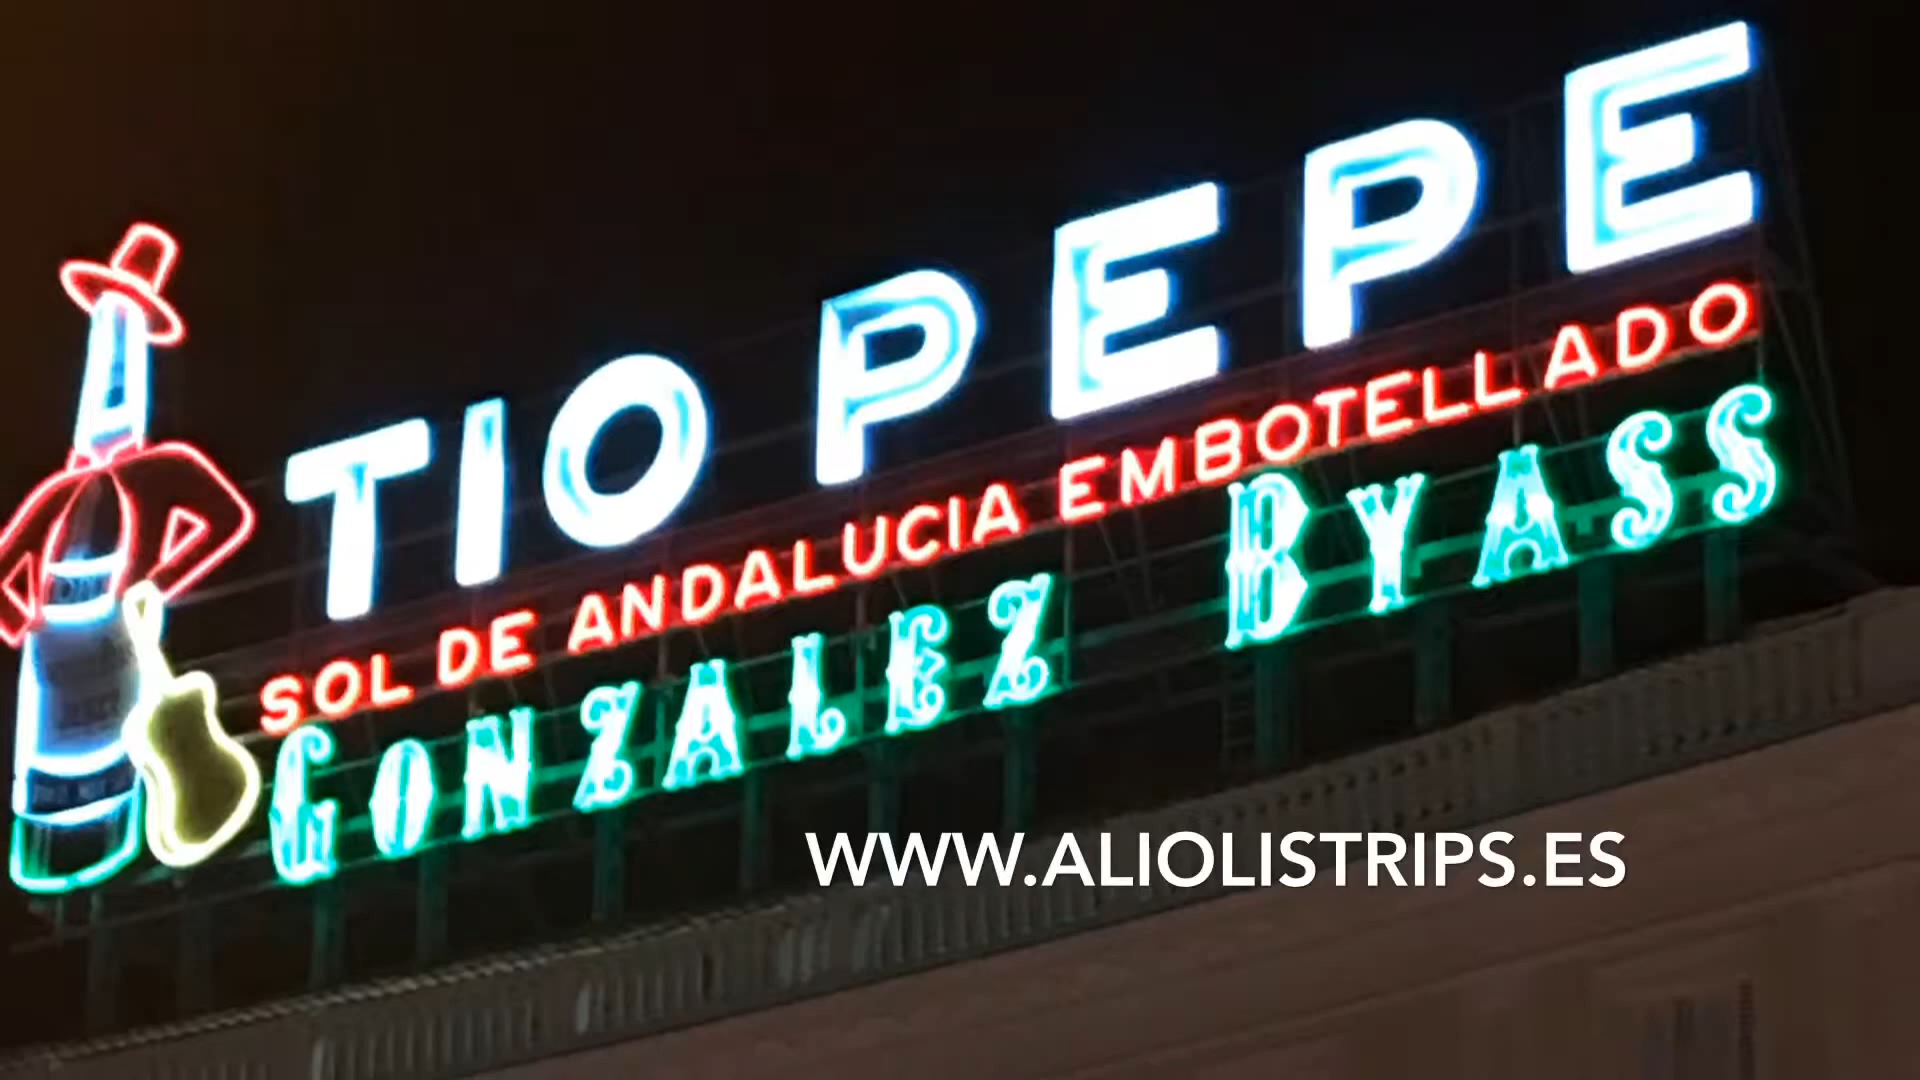 TIO PEPE
SOL DE ANDALUCIA EMBOTELLADO
GONZALEZ BYASS
WWW.ALIOLISTRIPS.ES